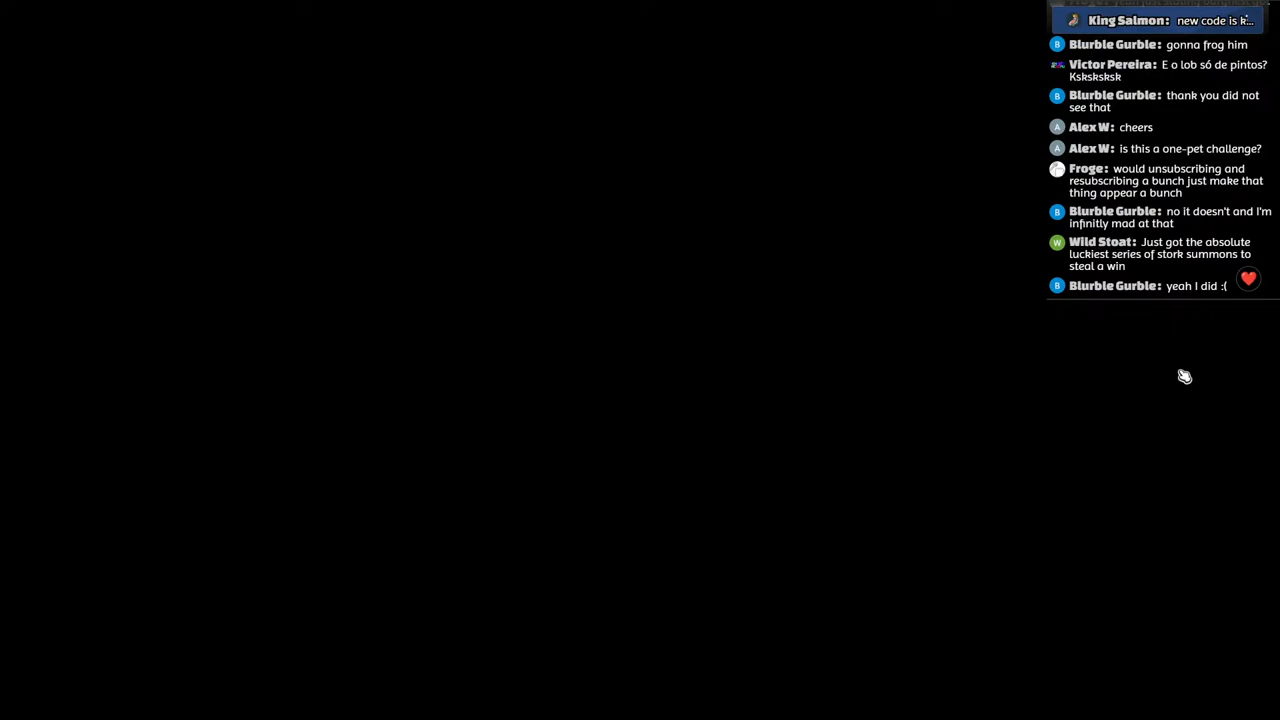 King Salmon: new code is k...
Blurble Gurble: gonna frog him
Victor Pereira: E o lob só de pintos?
Ksksksksk
Blurble Gurble: thank you did not
see that
Alex W: cheers
Alex W: is this a one-pet challenge?
Froge: would unsubscribing and
resubscribing a bunch just make that
thing appear a bunch
Blurble Gurble: no it doesn't and I'm
infinitly mad at that
Wild Stoat: Just got the absolute
luckiest series of stork summons to
steal a win
Blurble Gurble: yeah I did :(